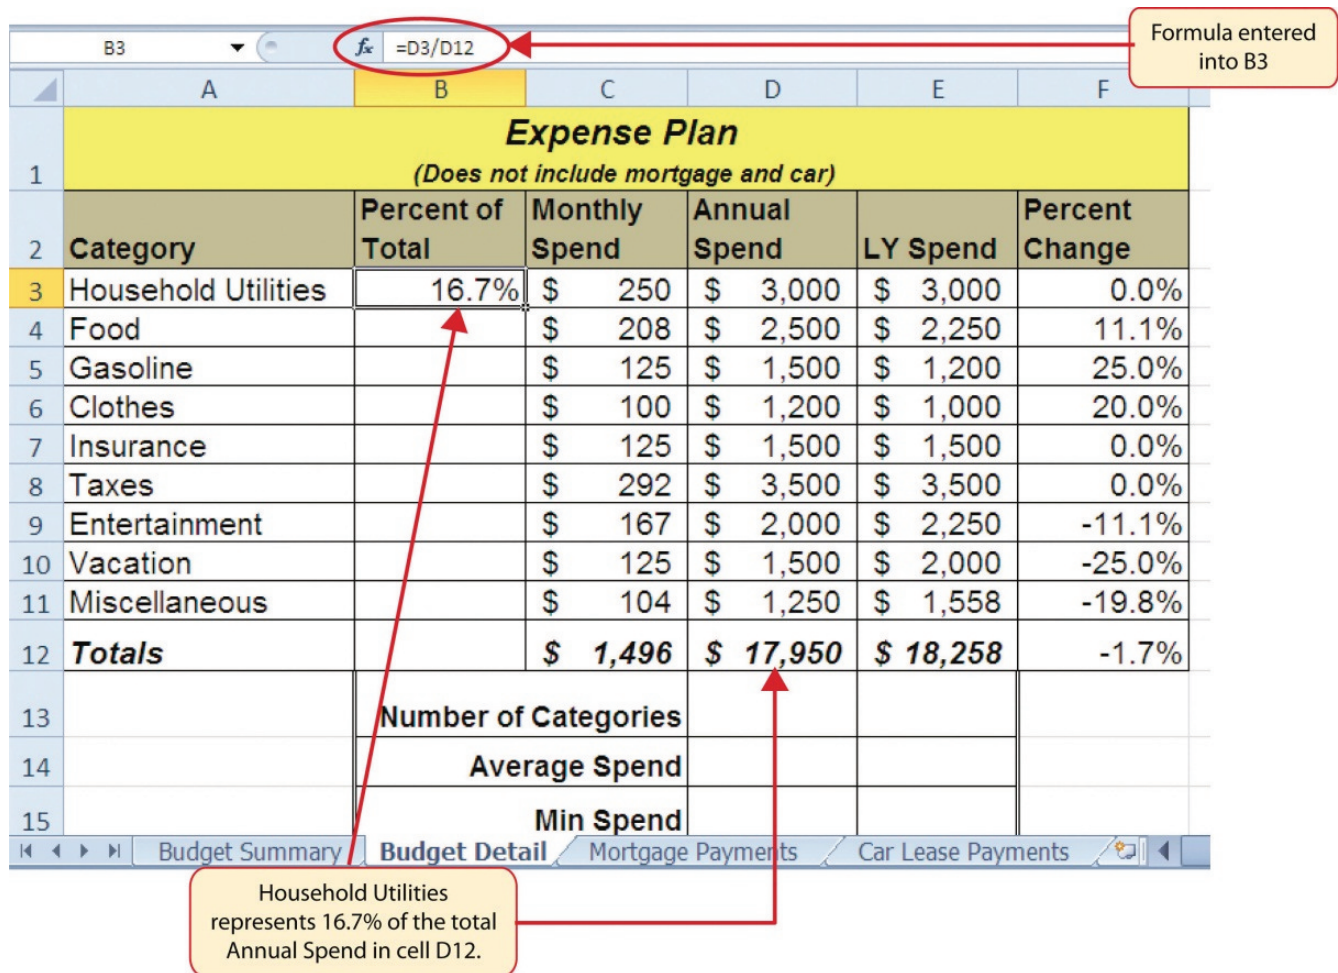 Formula entered
into B3
B3 fx =D3/D12
A B C D E F
1 Expense Plan
(Does not include mortgage and car)
2 Category Percent of Total Monthly Spend Annual Spend LY Spend Percent Change
3 Household Utilities 16.7% $ 250 $ 3,000 $ 3,000 0.0%
4 Food $ 208 $ 2,500 $ 2,250 11.1%
5 Gasoline $ 125 $ 1,500 $ 1,200 25.0%
6 Clothes $ 100 $ 1,200 $ 1,000 20.0%
7 Insurance $ 125 $ 1,500 $ 1,500 0.0%
8 Taxes $ 292 $ 3,500 $ 3,500 0.0%
9 Entertainment $ 167 $ 2,000 $ 2,250 -11.1%
10 Vacation $ 125 $ 1,500 $ 2,000 -25.0%
11 Miscellaneous $ 104 $ 1,250 $ 1,558 -19.8%
12 Totals $ 1,496 $ 17,950 $ 18,258 -1.7%
13 Number of Categories
14 Average Spend
15 Min Spend
Budget Summary Budget Detail Mortgage Payments Car Lease Payments
Household Utilities
represents 16.7% of the total
Annual Spend in cell D12.